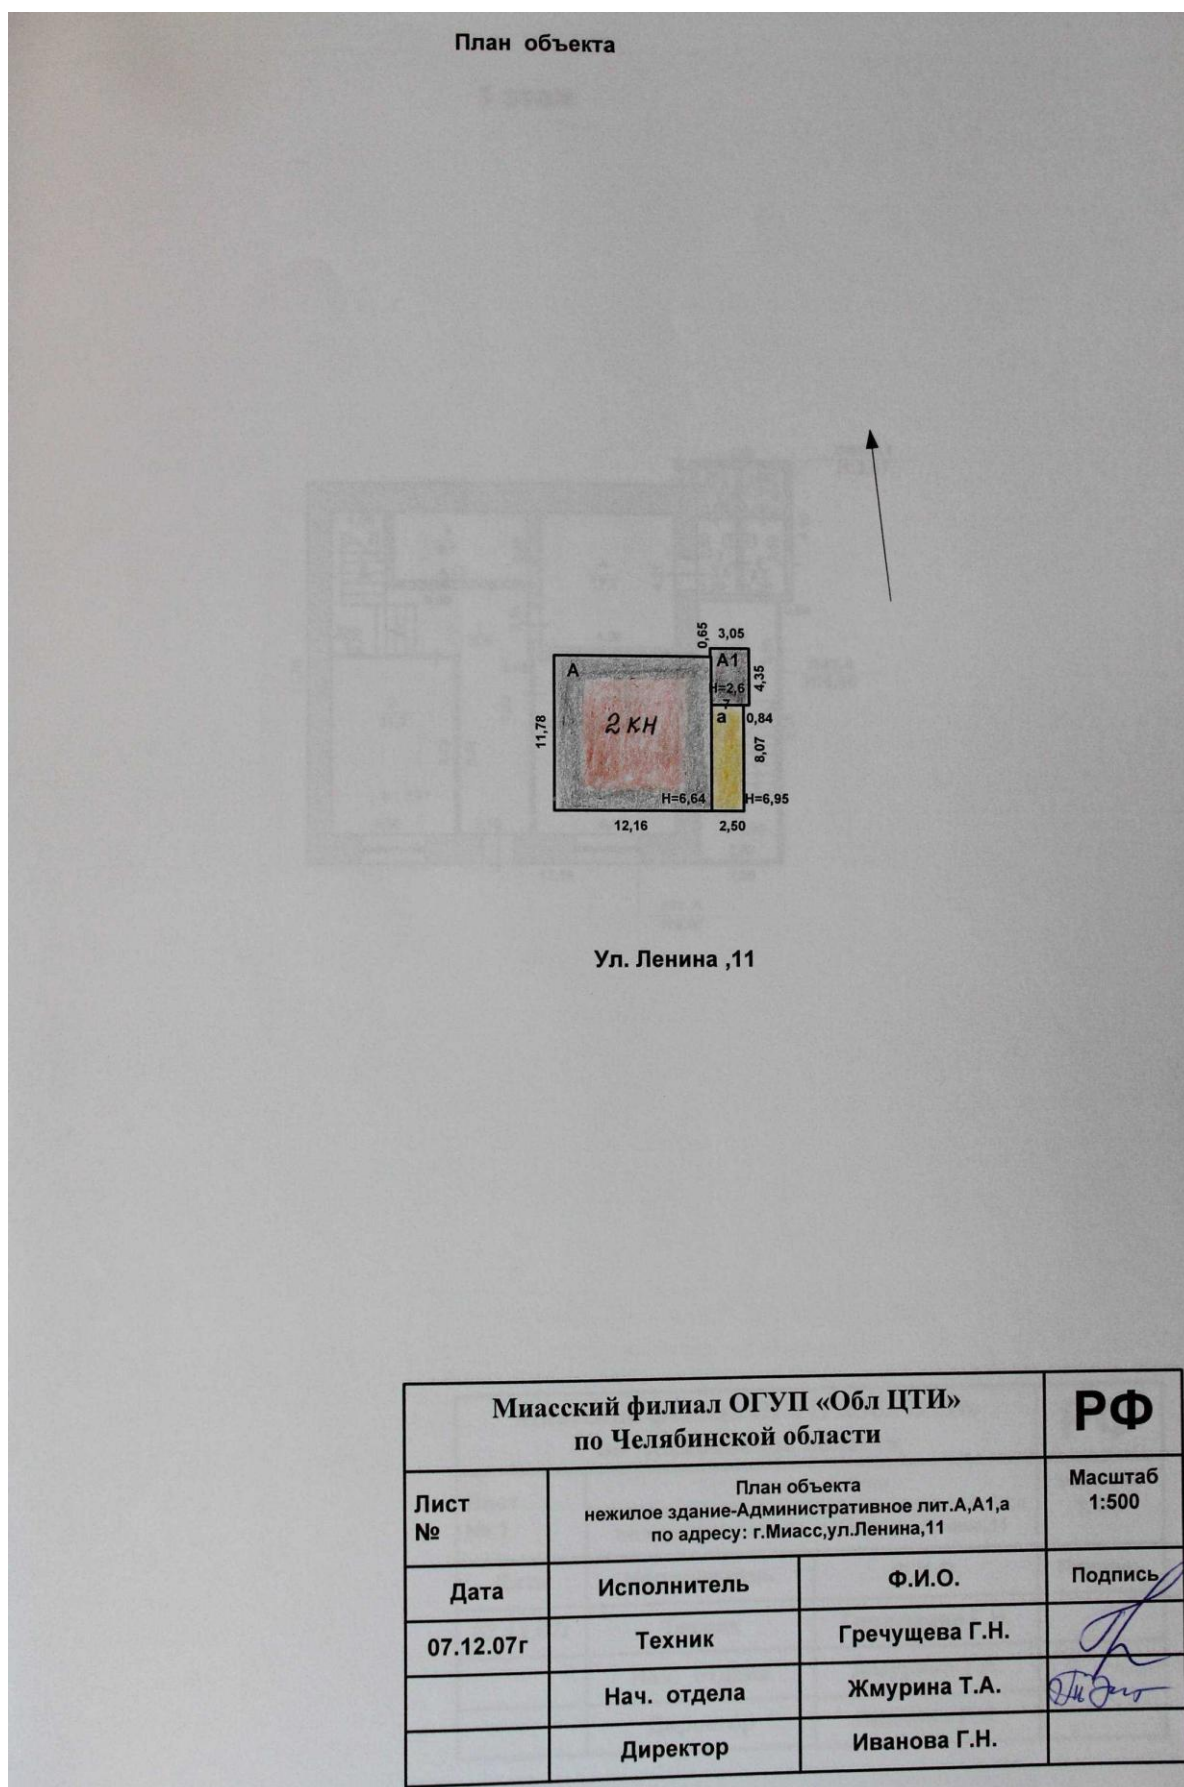 План объекта
0,65
3,05
А
А1
4,35
Н=2,6
7
2 КН
а
0,84
11,78
8,07
Н=6,64
Н=6,95
12,16
2,50
Ул. Ленина ,11
Миасский филиал ОГУП «Обл ЦТИ»
по Челябинской области
РФ
Лист
№
План объекта
нежилое здание-Административное лит.А,А1,а
по адресу: г.Миасс,ул.Ленина,11
Масштаб
1:500
Дата
Исполнитель
Ф.И.О.
Подпись
07.12.07г
Техник
Гречущева Г.Н.
Нач. отдела
Жмурина Т.А.
Директор
Иванова Г.Н.